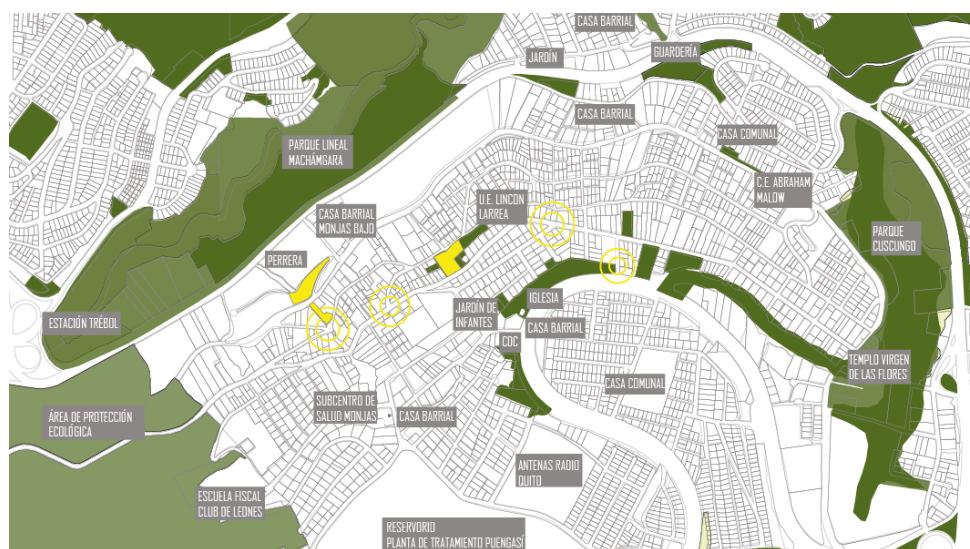 CASA BARRIAL
JARDÍN
GUARDERÍA
CASA BARRIAL
CASA COMUNAL
PARQUE LINEAL
MACHÁMGARA
C.E. ABRAHAM
MALOW
U.E. LINCON
LARREA
CASA BARRIAL
MONJAS BAJO
PARQUE
CUSCUNGO
PERRERA
IGLESIA
JARDÍN DE
INFANTES
ESTACIÓN TRÉBOL
CASA BARRIAL
CDC
TEMPLO VIRGEN
DE LAS FLORES
CASA COMUNAL
SUBCENTRO DE
SALUD MONJAS
CASA BARRIAL
ÁREA DE PROTECCIÓN
ECOLÓGICA
ANTENAS RADIO
QUITO
ESCUELA FISCAL
CLUB DE LEONES
RESERVORIO
PLANTA DE TRATAMIENTO PUENGASÍ